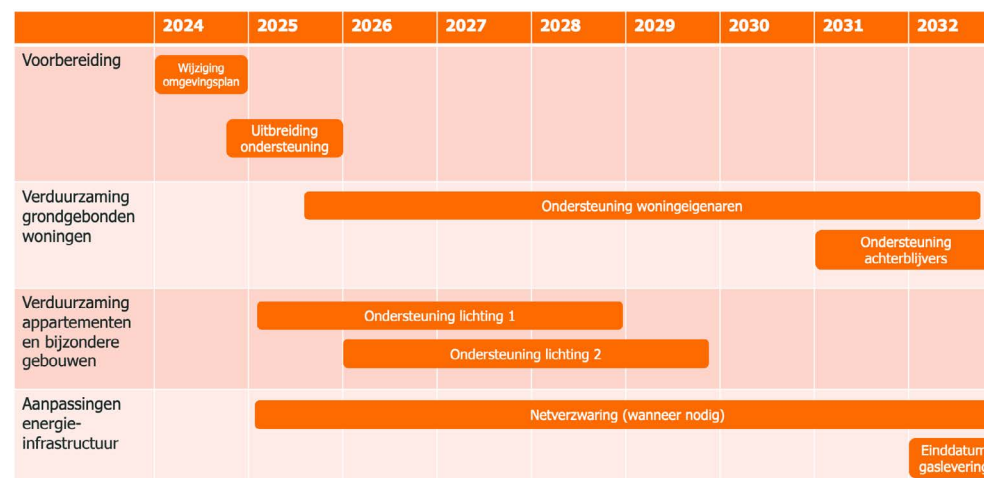 2024 2025 2026 2027 2028 2029 2030 2031 2032
Voorbereiding
Wijziging
omgevingsplan
Uitbreiding
ondersteuning
Verduurzaming
grondgebonden
woningen
Ondersteuning woningeigenaren
Ondersteuning
achterblijvers
Verduurzaming
appartementen
en bijzondere
gebouwen
Ondersteuning lichting 1
Ondersteuning lichting 2
Aanpassingen
energie-
infrastructuur
Netverzwaring (wanneer nodig)
Einddatum
gaslevering